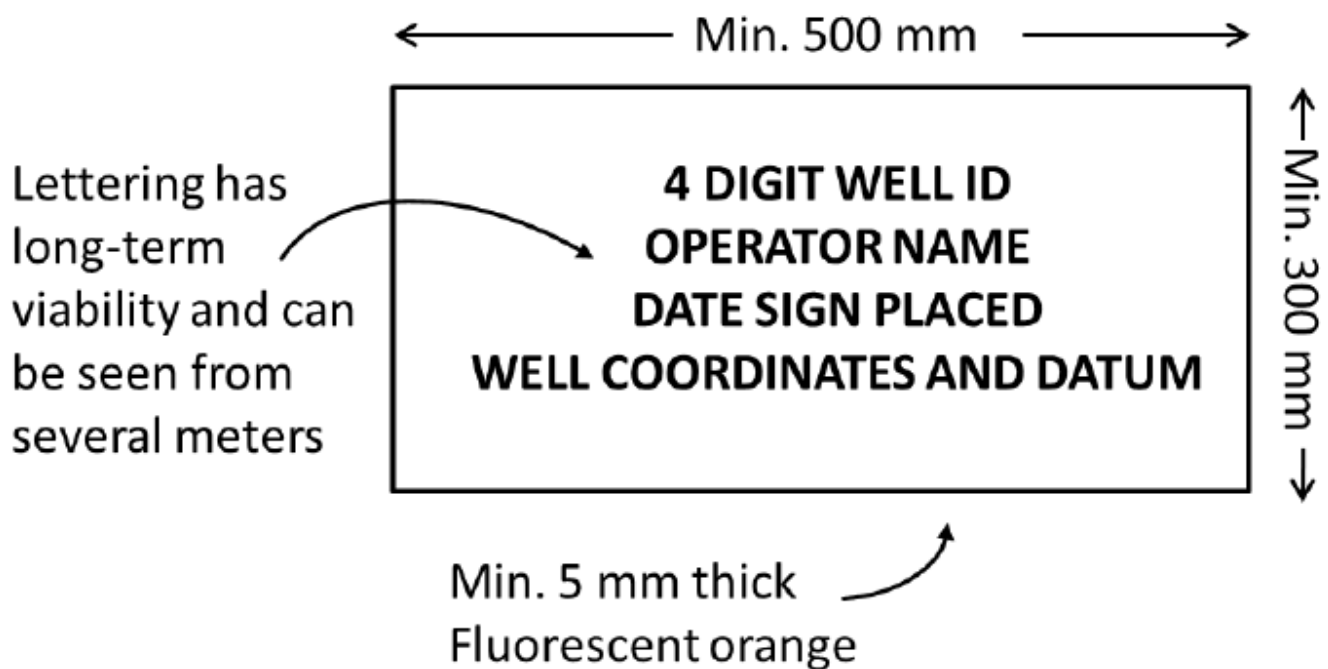 Min. 500 mm
Lettering has
long-term
viability and can
be seen from
several meters
4 DIGIT WELL ID
OPERATOR NAME
DATE SIGN PLACED
WELL COORDINATES AND DATUM
Min. 300 mm
Min. 5 mm thick
Fluorescent orange